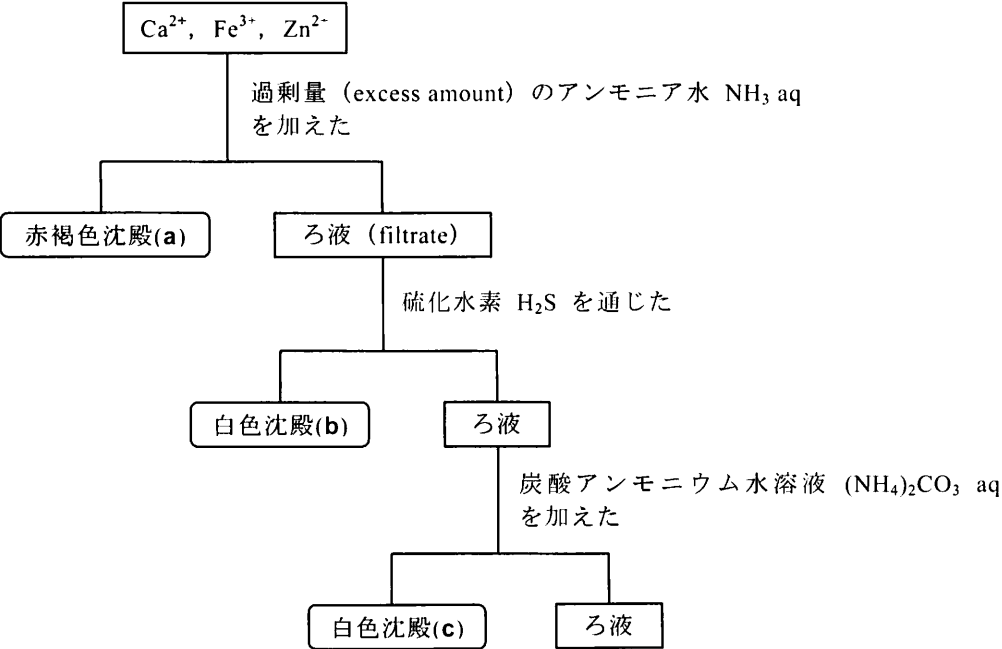 Ca²⁺, Fe³⁺, Zn²⁺
過剰量（excess amount）のアンモニア水 NH₃ aq
を加えた
赤褐色沈殿(a)
ろ液（filtrate）
硫化水素 H₂S を通じた
白色沈殿(b)
ろ液
炭酸アンモニウム水溶液 (NH₄)₂CO₃ aq
を加えた
白色沈殿(c)
ろ液